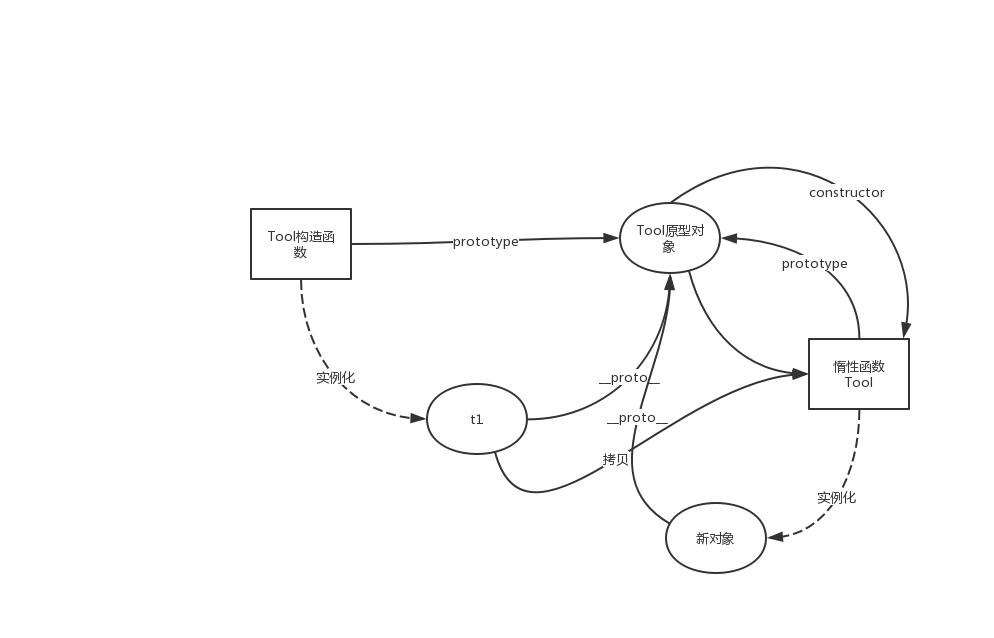 constructor
Tool构造函
数
prototype
Tool原型对
象
prototype
惰性函数
Tool
实例化
__proto__
t1
__proto__
拷贝
实例化
新对象